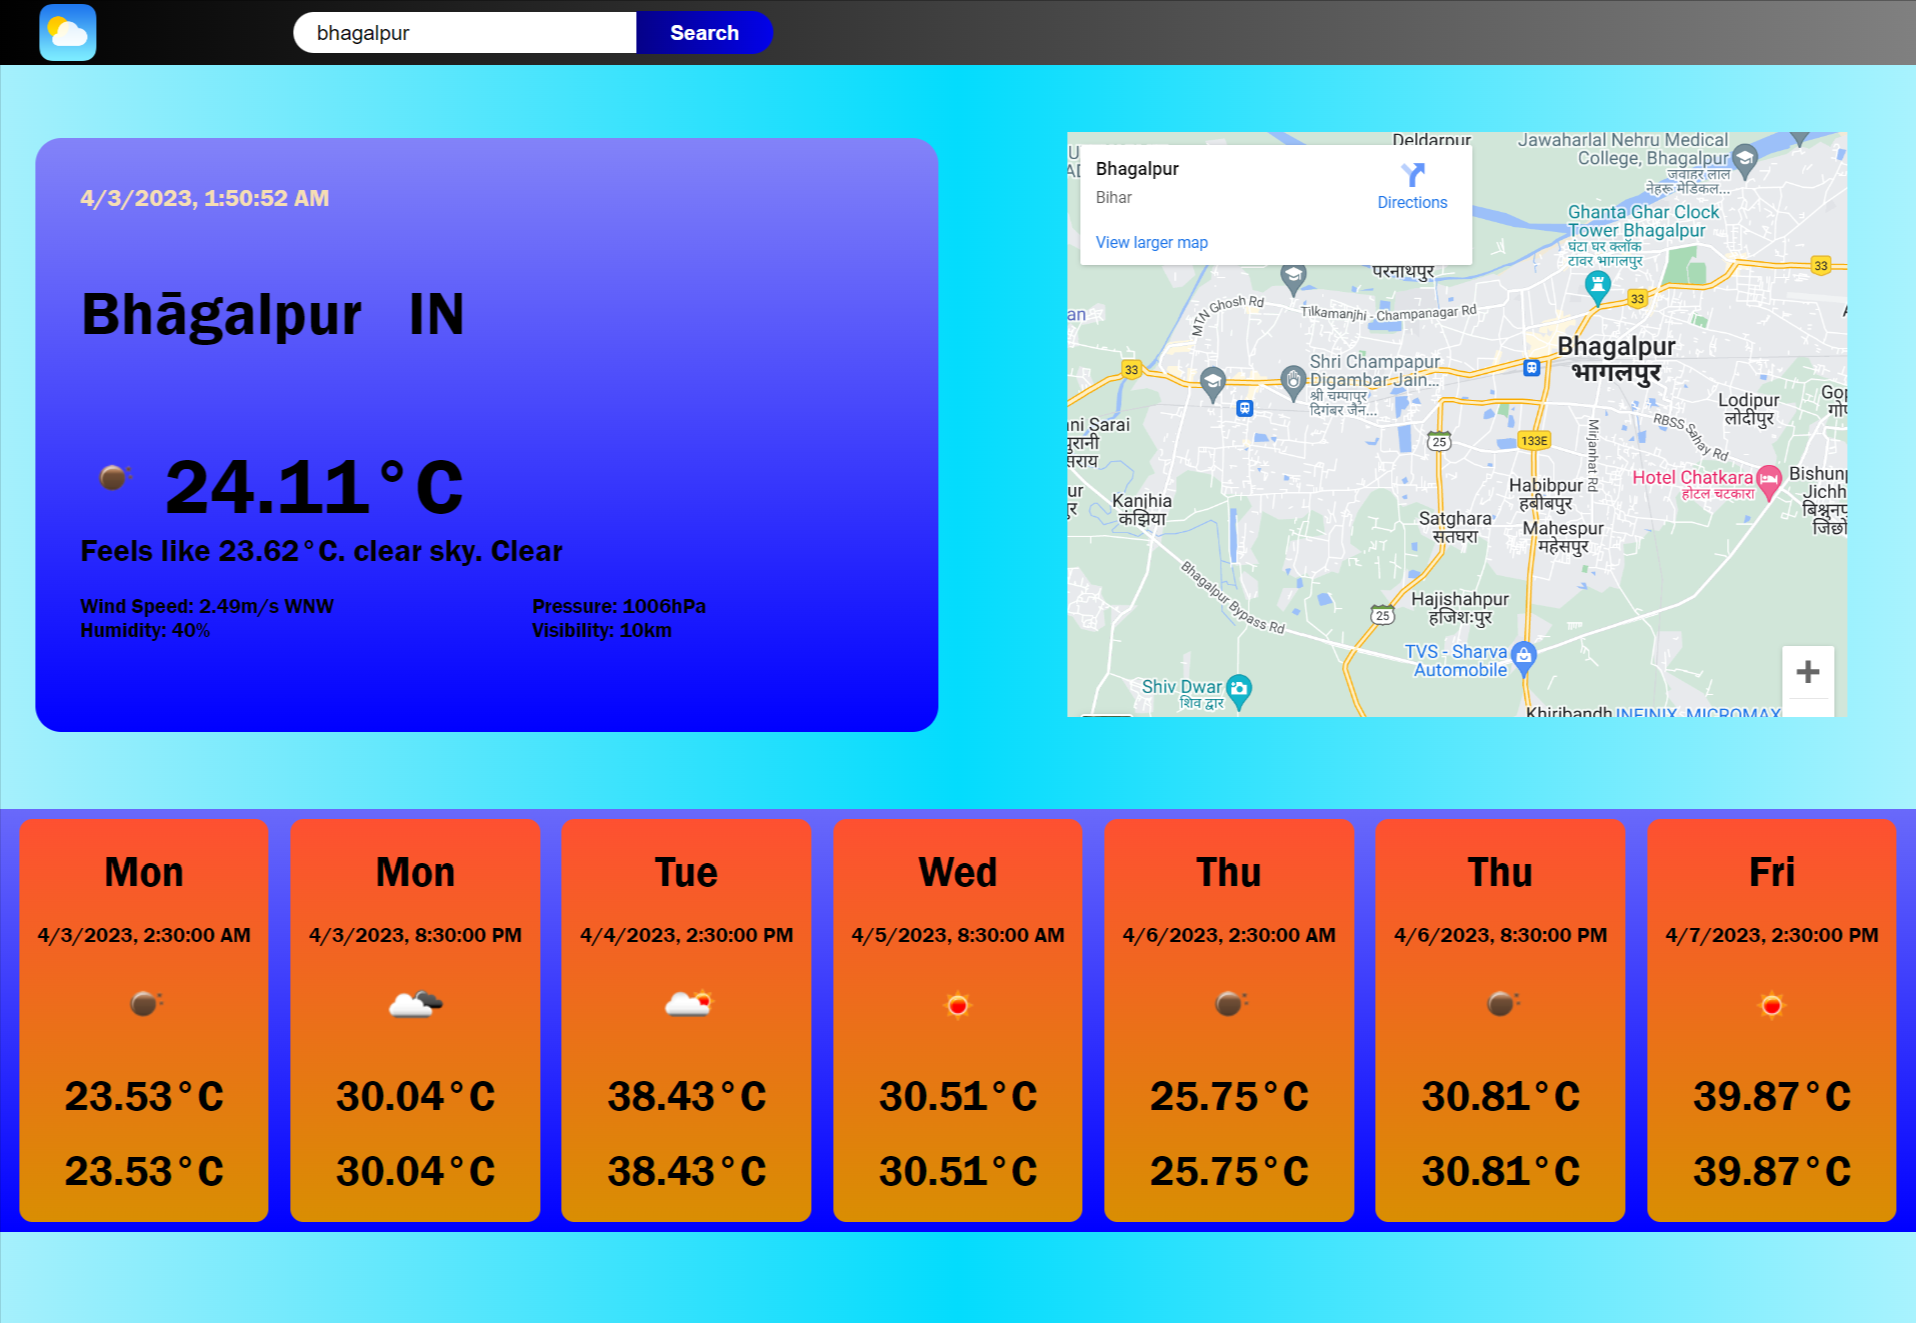 bhagalpur
Search
4/3/2023, 1:50:52 AM
Bhāgalpur IN
24.11°C
Feels like 23.62°C. clear sky. Clear
Wind Speed: 2.49m/s WNW
Pressure: 1006hPa
Humidity: 40%
Visibility: 10km
Bhagalpur
Bihar
Directions
View larger map
Deldarpur
Jawaharlal Nehru Medical
College, Bhagalpur
जवाहर लाल
नेहरू मेडिकल...
Ghanta Ghar Clock
Tower Bhagalpur
घंटा घर क्लॉक
टावर भागलपुर
33
परनाथपुर
33
MTN Ghosh Rd
Tilkamanjhi - Champanagar Rd
an
Bhagalpur
भागलपुर
33
Shri Champapur
Digambar Jain...
श्री चम्पापुर
दिगंबर जैन...
Lodipur
लोदीपुर
ani Sarai
पुरानी
सराय
25
133E
Mirjanhat Rd
RBSS Sahay Rd
Hotel Chatkara
होटल चटकारा
Bishunp
Jichh
Kanjhia
कंझिया
Habibpur
हबीबपुर
Satghara
सतघरा
Mahespur
महेसपुर
Bhagalpur Bypass Rd
Hajishahpur
हजिश:पुर
25
TVS - Sharva
Automobile
Shiv Dwar
शिव द्वार
Khiribandh
INFINIX, MICROMAX
+
Mon
4/3/2023, 2:30:00 AM
23.53°C
23.53°C
Mon
4/3/2023, 8:30:00 PM
30.04°C
30.04°C
Tue
4/4/2023, 2:30:00 PM
38.43°C
38.43°C
Wed
4/5/2023, 8:30:00 AM
30.51°C
30.51°C
Thu
4/6/2023, 2:30:00 AM
25.75°C
25.75°C
Thu
4/6/2023, 8:30:00 PM
30.81°C
30.81°C
Fri
4/7/2023, 2:30:00 PM
39.87°C
39.87°C